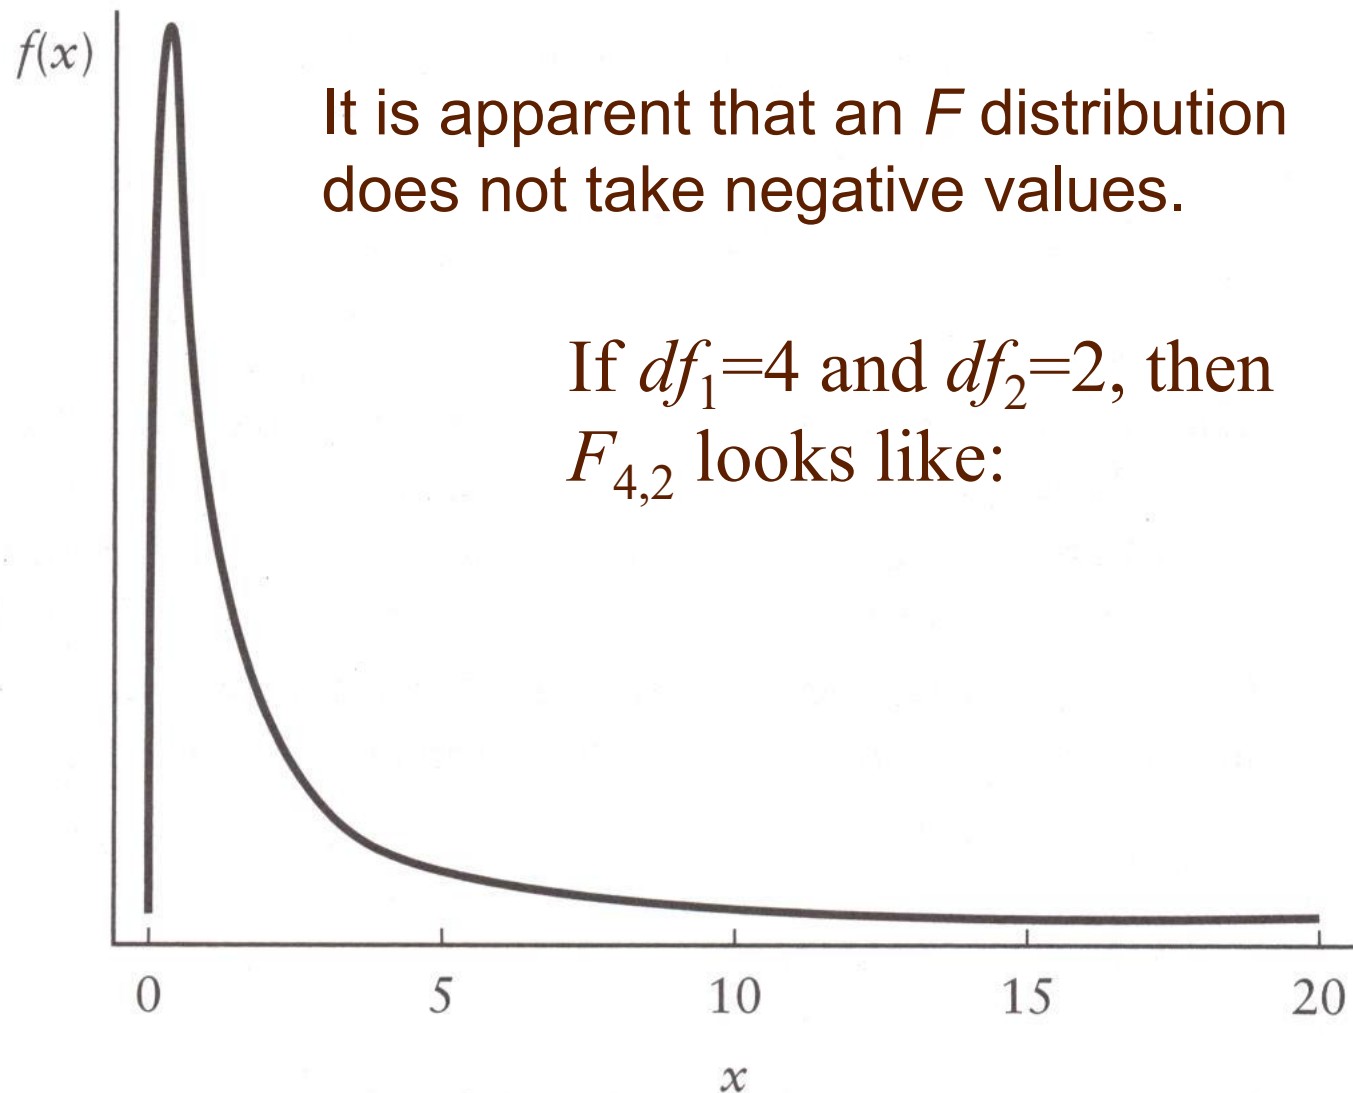 f(x)
It is apparent that an F distribution
does not take negative values.
If df₁=4 and df₂=2, then
F₄,₂ looks like:
0 5 10 15 20
x